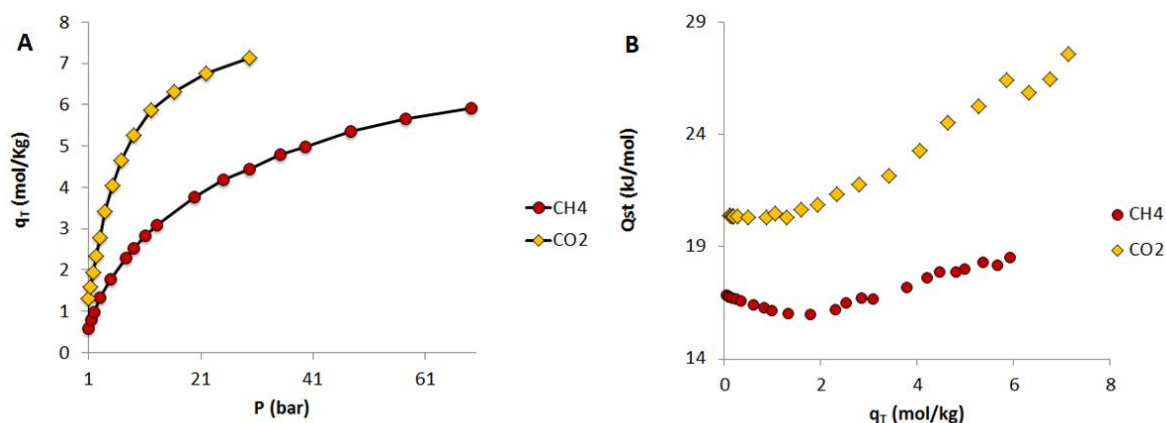 A
8
7
6
5
4
3
2
1
0
1 21 41 61
qT (mol/Kg)
P (bar)
CH4
CO2
B
29
24
19
14
0 2 4 6 8
Qst (kJ/mol)
qT (mol/kg)
CH4
CO2